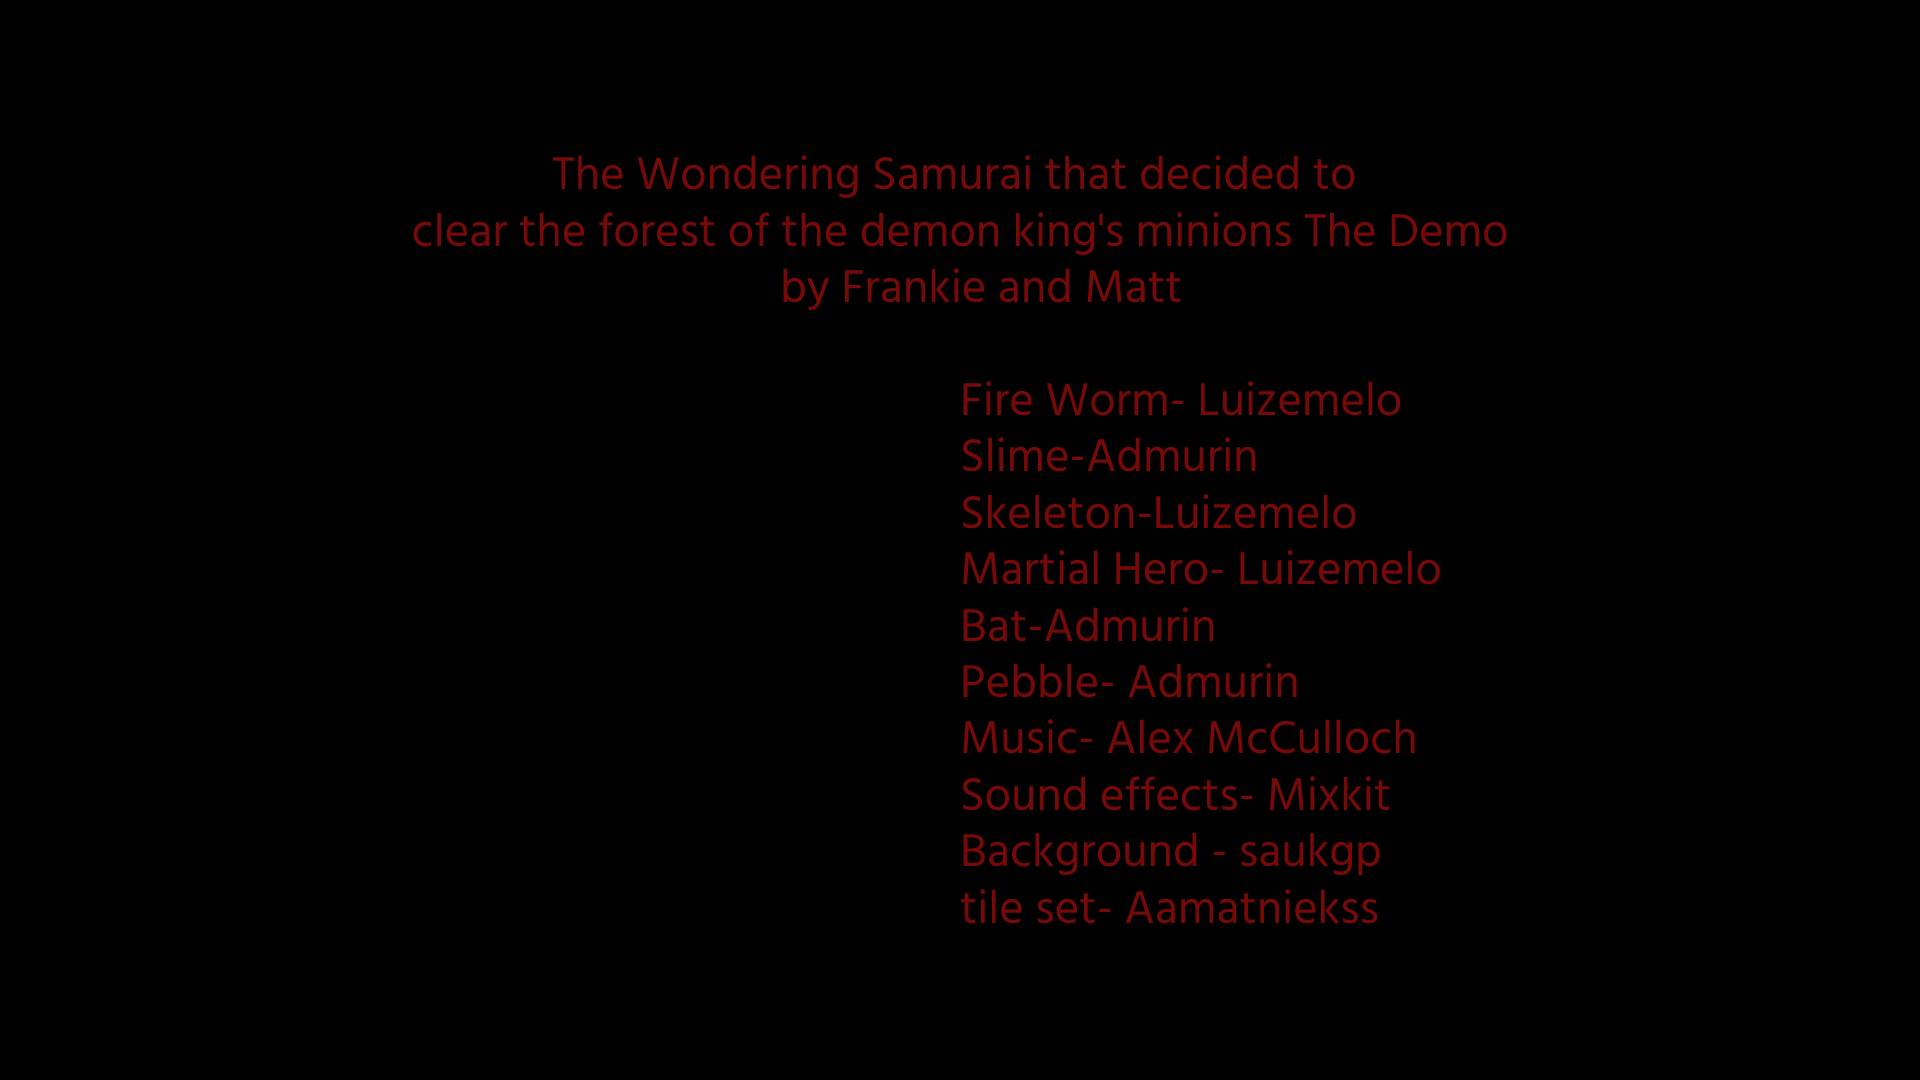 The Wondering Samurai that decided to
clear the forest of the demon king's minions The Demo
by Frankie and Matt
Fire Worm- Luizemelo
Slime-Admurin
Skeleton-Luizemelo
Martial Hero- Luizemelo
Bat-Admurin
Pebble- Admurin
Music- Alex McCulloch
Sound effects- Mixkit
Background - saukgp
tile set- Aamatniekss